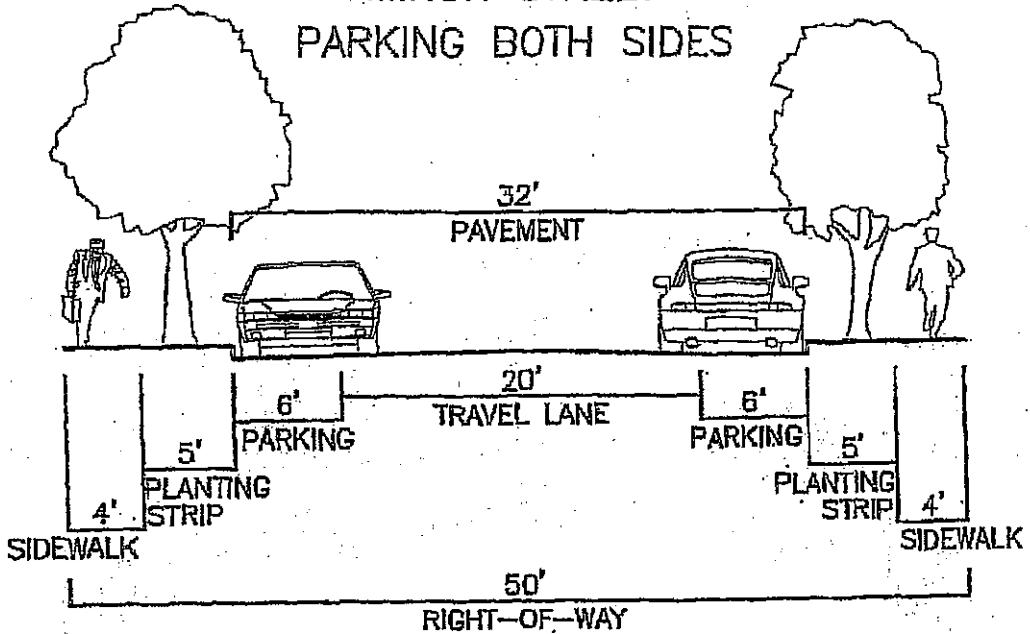 PARKING BOTH SIDES
32'
PAVEMENT
20'
TRAVEL LANE
6'
PARKING
6'
PARKING
5'
PLANTING
STRIP
5'
PLANTING
STRIP
4'
SIDEWALK
4'
SIDEWALK
50'
RIGHT-OF-WAY